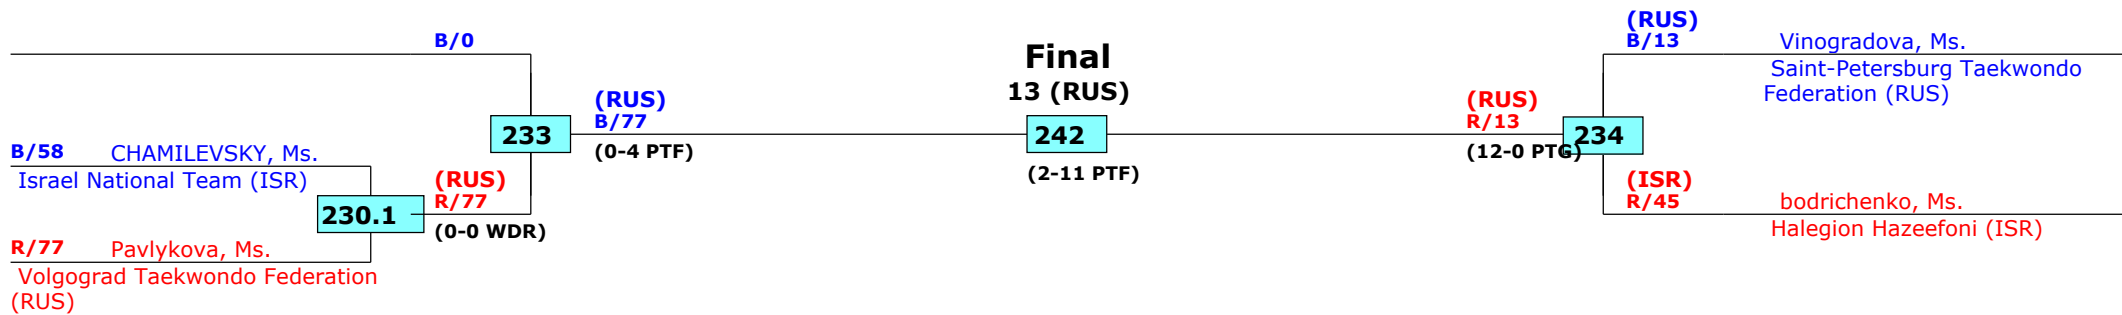 B/0
B/58 CHAMILEVSKY, Ms.
Israel National Team (ISR)
230.1
R/77 Pavlykova, Ms.
Volgograd Taekwondo Federation
(RUS)
(RUS)
R/77
(0-0 WDR)
233
(RUS)
B/77
(0-4 PTF)
Final
13 (RUS)
242
(2-11 PTF)
(RUS)
R/13
(12-0 PTG)
234
(RUS)
B/13 Vinogradova, Ms.
Saint-Petersburg Taekwondo
Federation (RUS)
(ISR)
R/45 bodrichenko, Ms.
Halegion Hazeefoni (ISR)